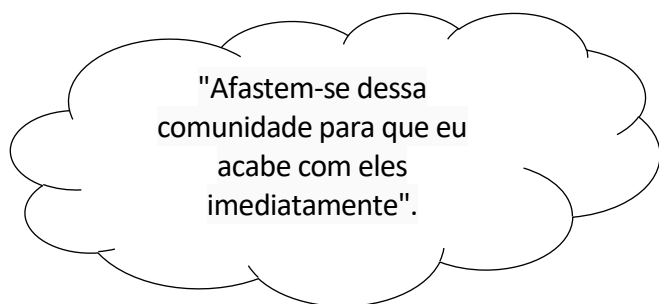 "Afastem-se dessa
comunidade para que eu
acabe com eles
imediatamente".